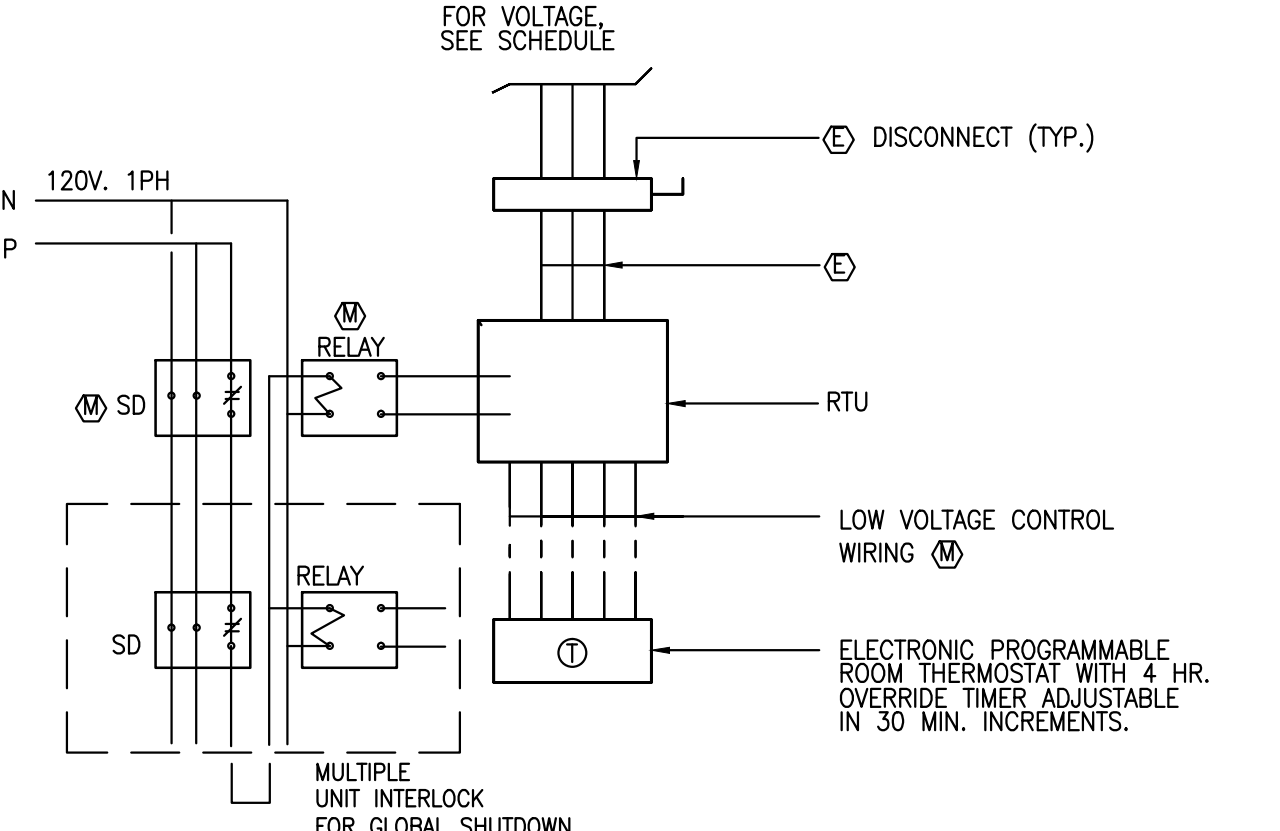 FOR VOLTAGE,
SEE SCHEDULE
E DISCONNECT (TYP.)
120V. 1PH
N
P
E
M
RELAY
M SD
RTU
LOW VOLTAGE CONTROL
WIRING M
RELAY
SD
T
ELECTRONIC PROGRAMMABLE
ROOM THERMOSTAT WITH 4 HR.
OVERRIDE TIMER ADJUSTABLE
IN 30 MIN. INCREMENTS.
MULTIPLE
UNIT INTERLOCK
FOR GLOBAL SHUTDOWN